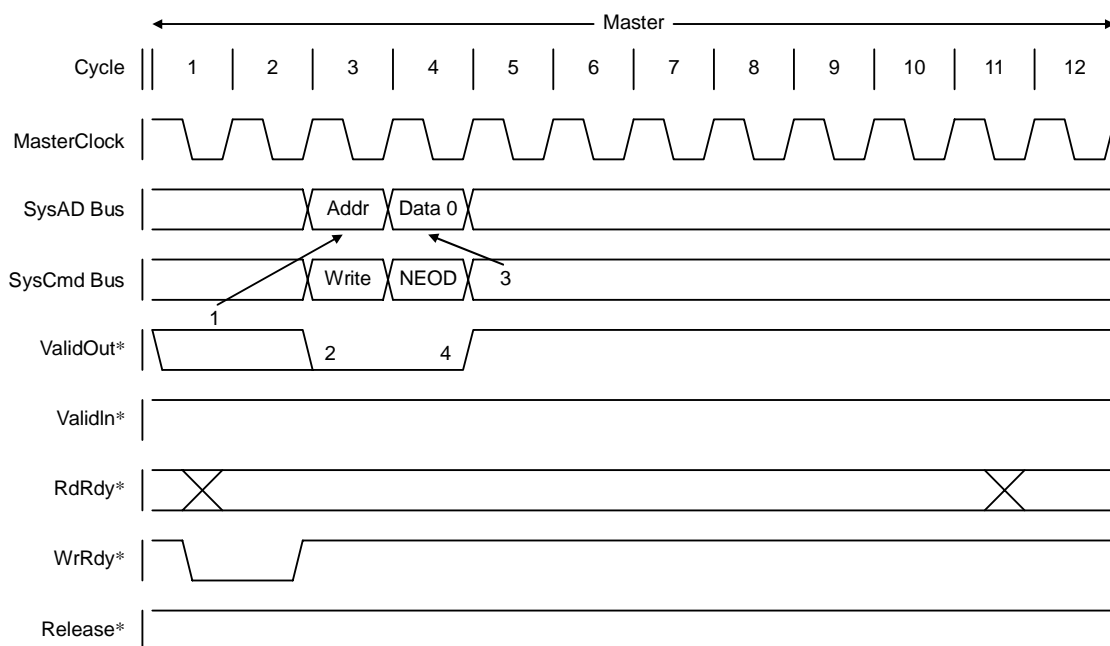 Master
Cycle 1 2 3 4 5 6 7 8 9 10 11 12
MasterClock
SysAD Bus Addr Data 0
SysCmd Bus Write NEOD 3
1
ValidOut* 2 4
ValidIn*
RdRdy*
WrRdy*
Release*